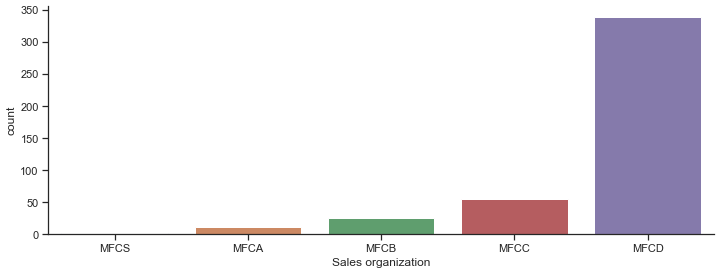 350
300
250
200
150
100
50
0
count
MFCS MFCA MFCB MFCC MFCD
Sales organization